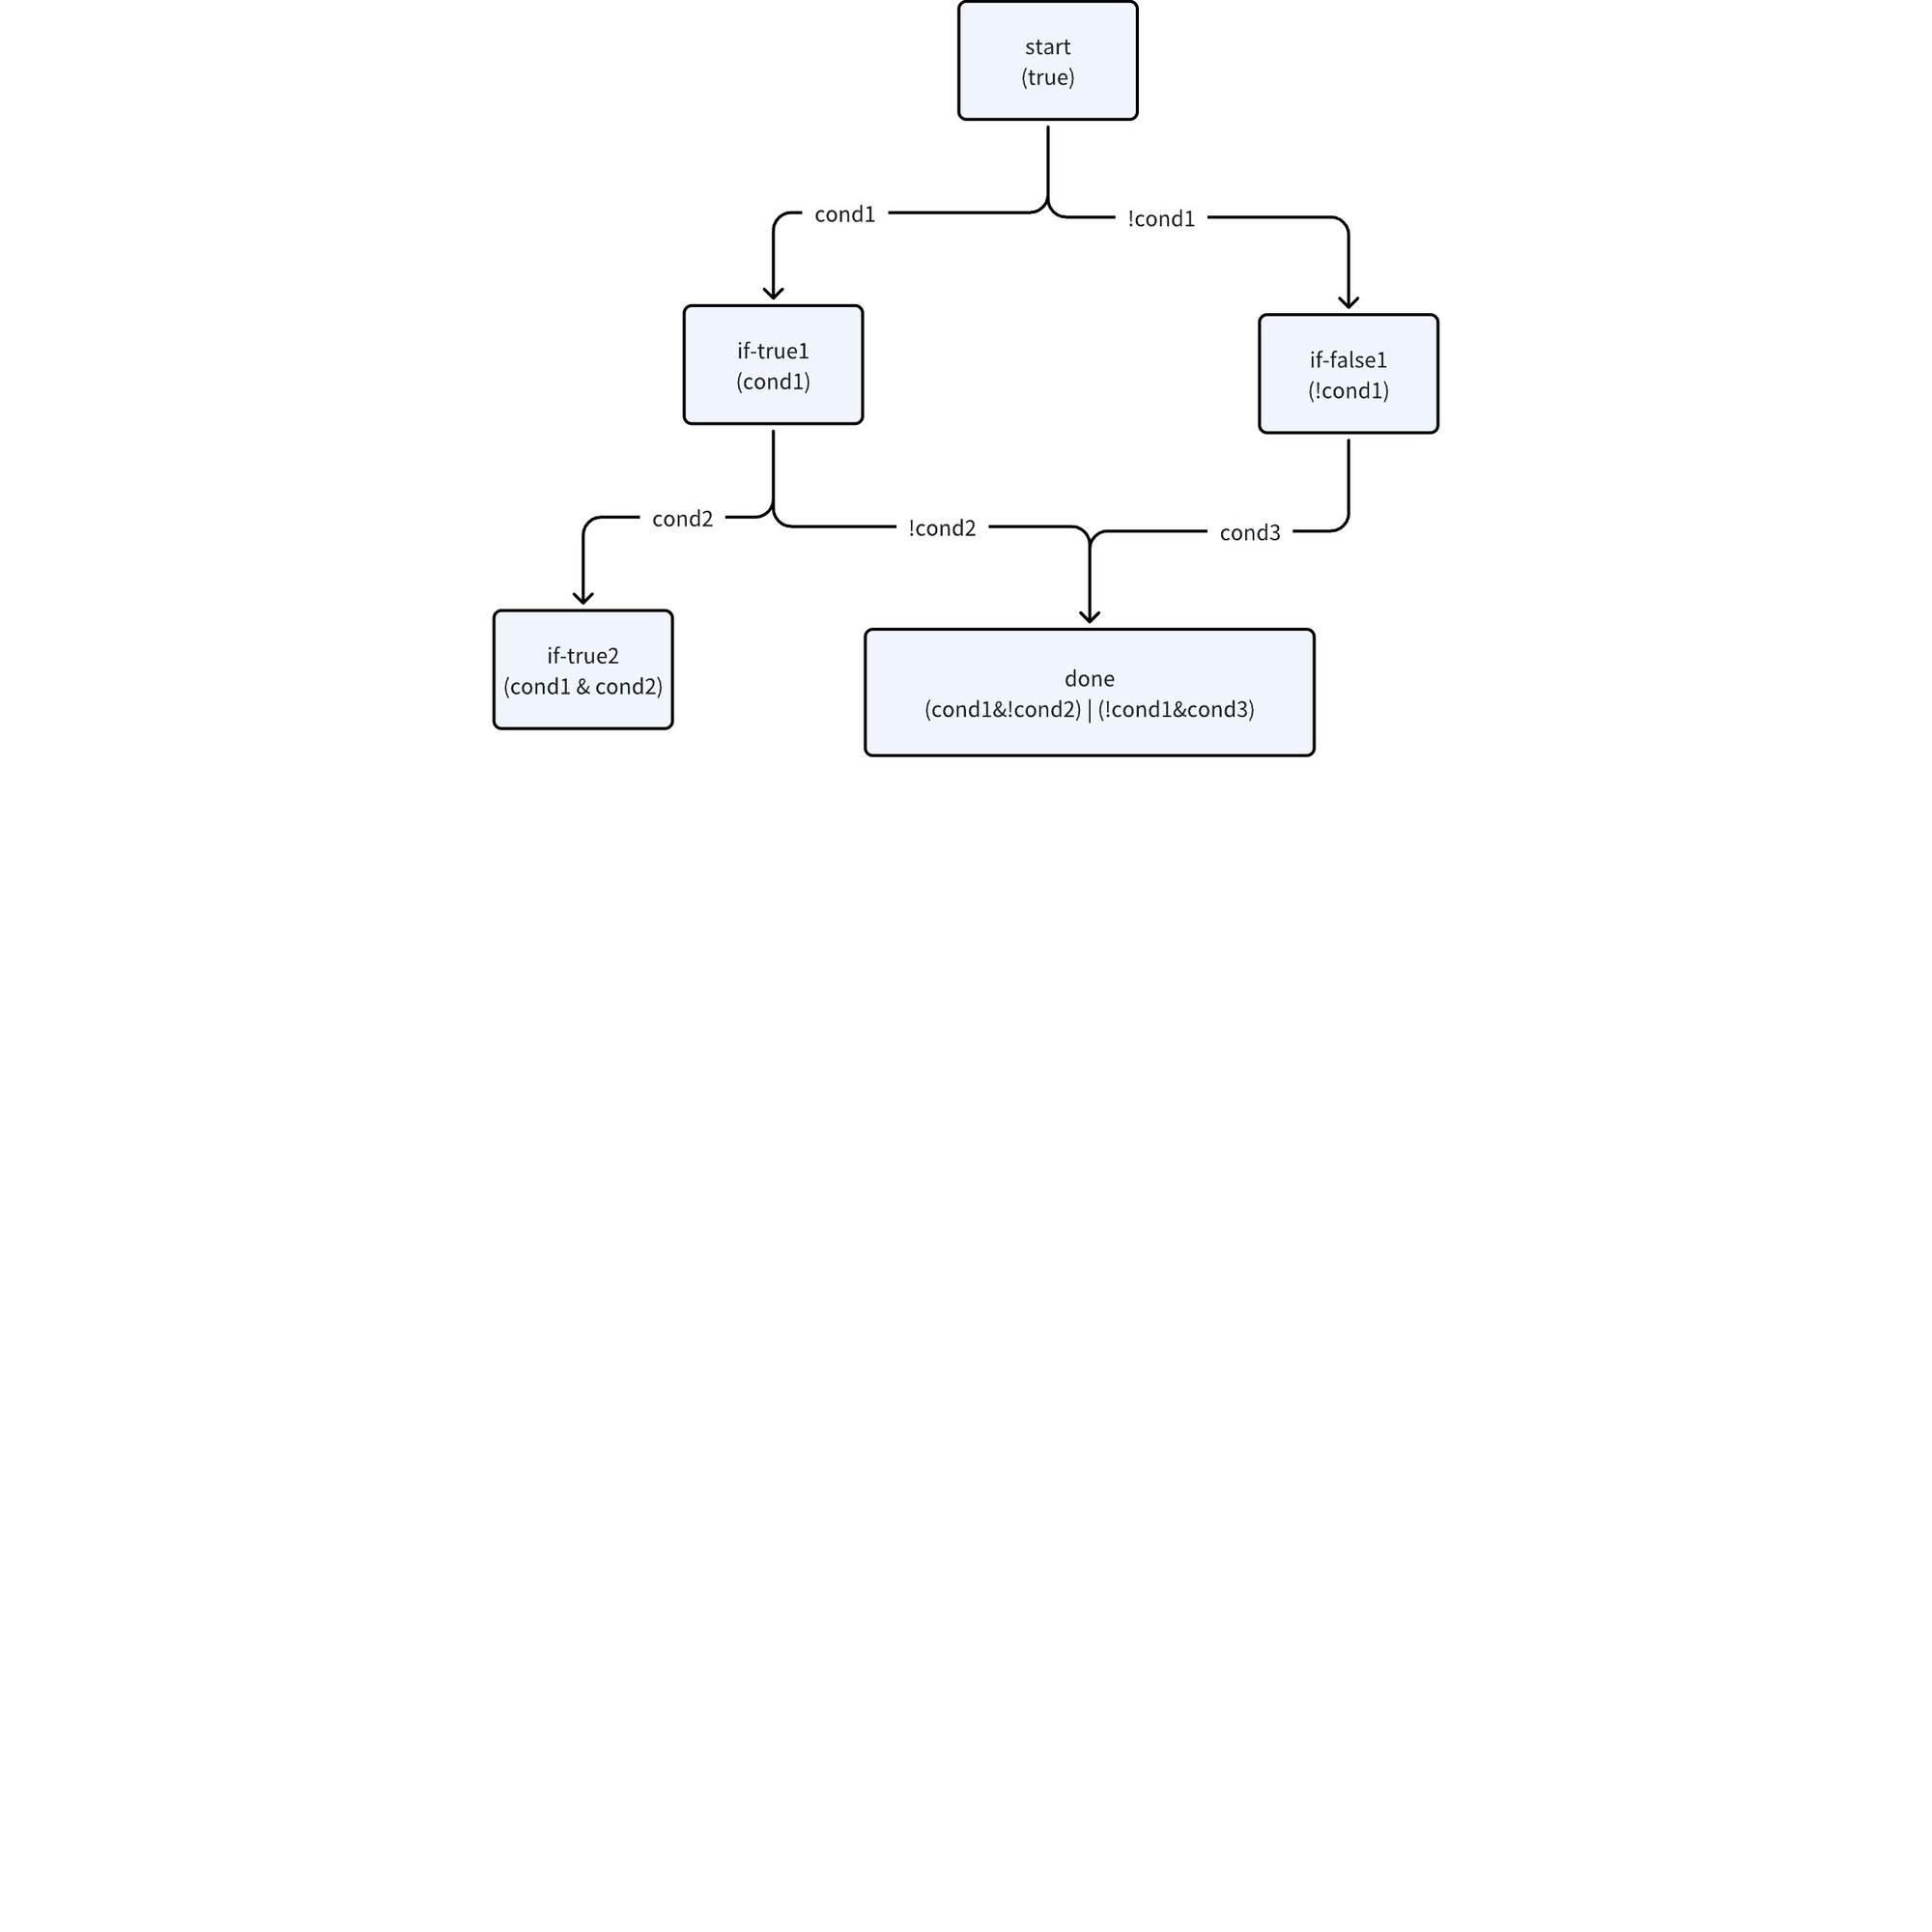 start
(true)
cond1
!cond1
if-true1
(cond1)
if-false1
(!cond1)
cond2
!cond2
cond3
if-true2
(cond1 & cond2)
done
(cond1&!cond2) | (!cond1&cond3)